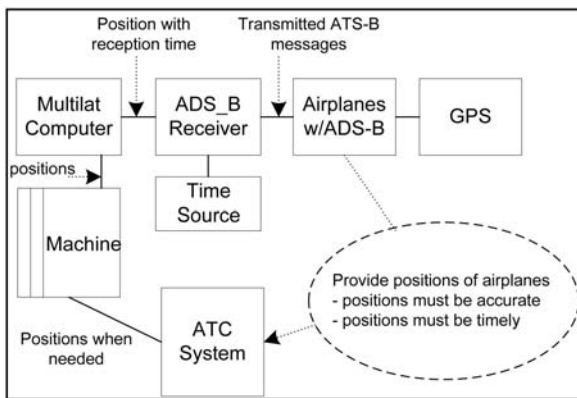 Position with
reception time
Transmitted ATS-B
messages
Multilat
Computer
ADS_B
Receiver
Airplanes
w/ADS-B
GPS
positions
Time
Source
Machine
Provide positions of airplanes
- positions must be accurate
- positions must be timely
Positions when
needed
ATC
System